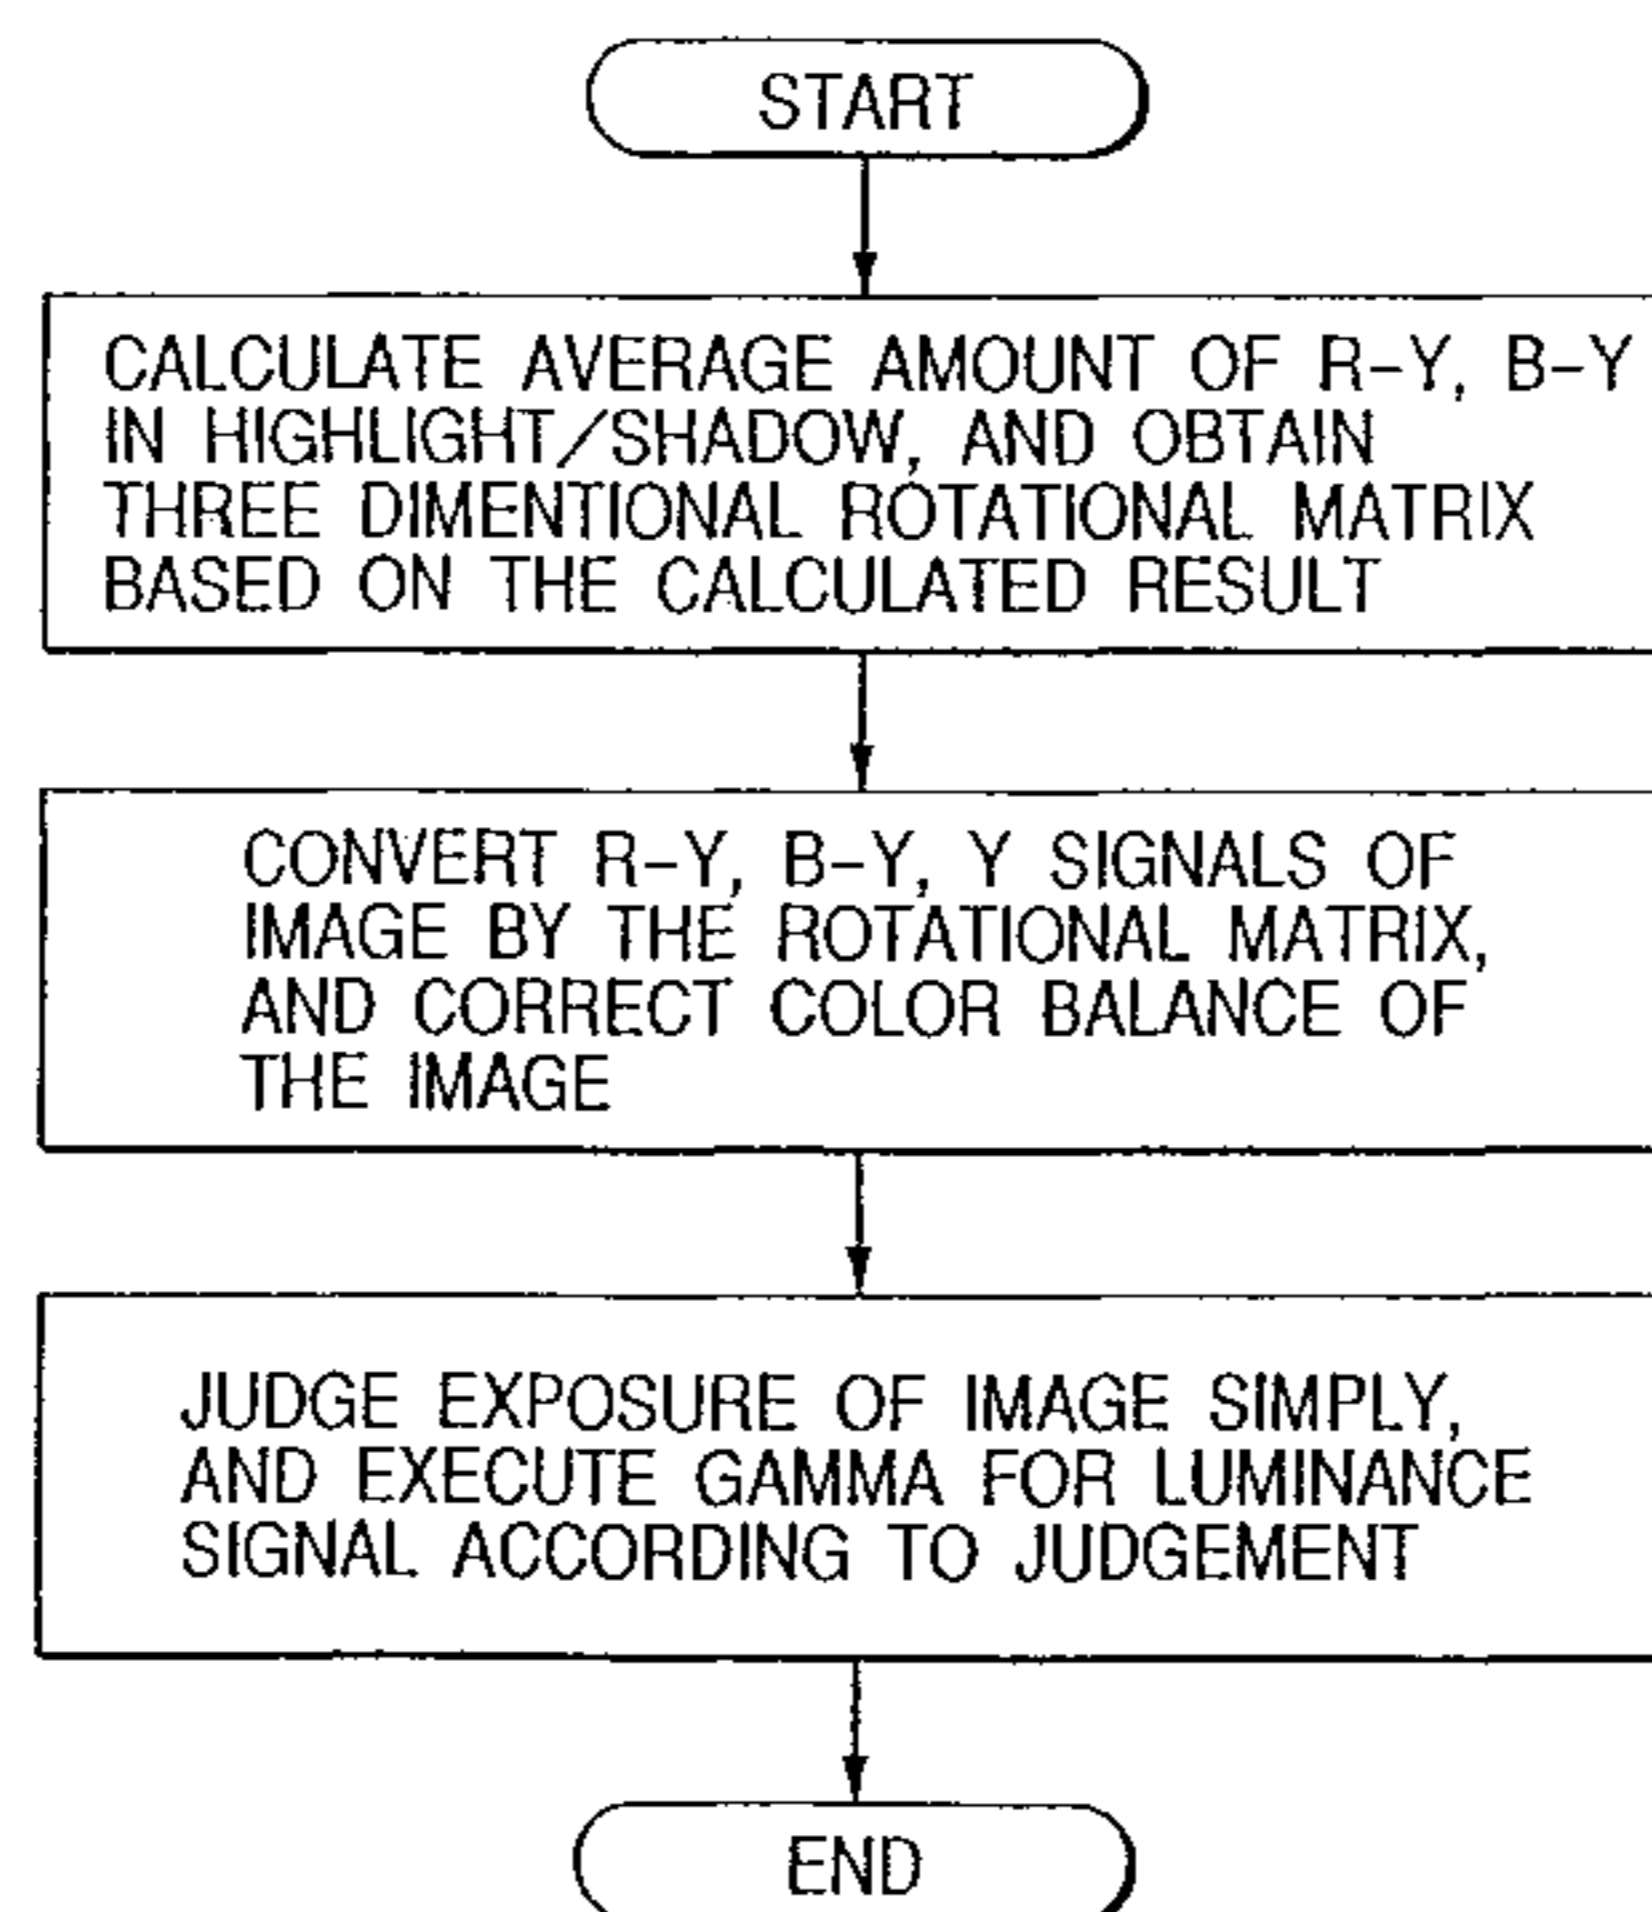 START
CALCULATE AVERAGE AMOUNT OF R-Y, B-Y
IN HIGHLIGHT/SHADOW, AND OBTAIN
THREE DIMENTIONAL ROTATIONAL MATRIX
BASED ON THE CALCULATED RESULT
CONVERT R-Y, B-Y, Y SIGNALS OF
IMAGE BY THE ROTATIONAL MATRIX,
AND CORRECT COLOR BALANCE OF
THE IMAGE
JUDGE EXPOSURE OF IMAGE SIMPLY,
AND EXECUTE GAMMA FOR LUMINANCE
SIGNAL ACCORDING TO JUDGEMENT
END